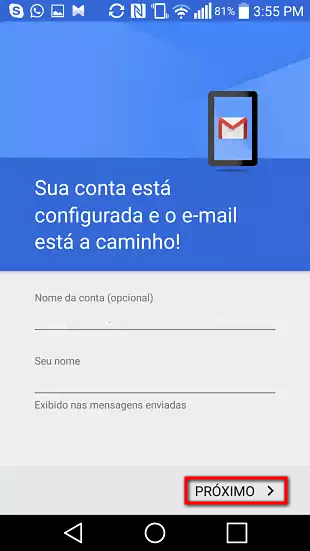 81% 3:55 PM
Sua conta está
configurada e o e-mail
está a caminho!
Nome da conta (opcional)
Seu nome
Exibido nas mensagens enviadas
PRÓXIMO